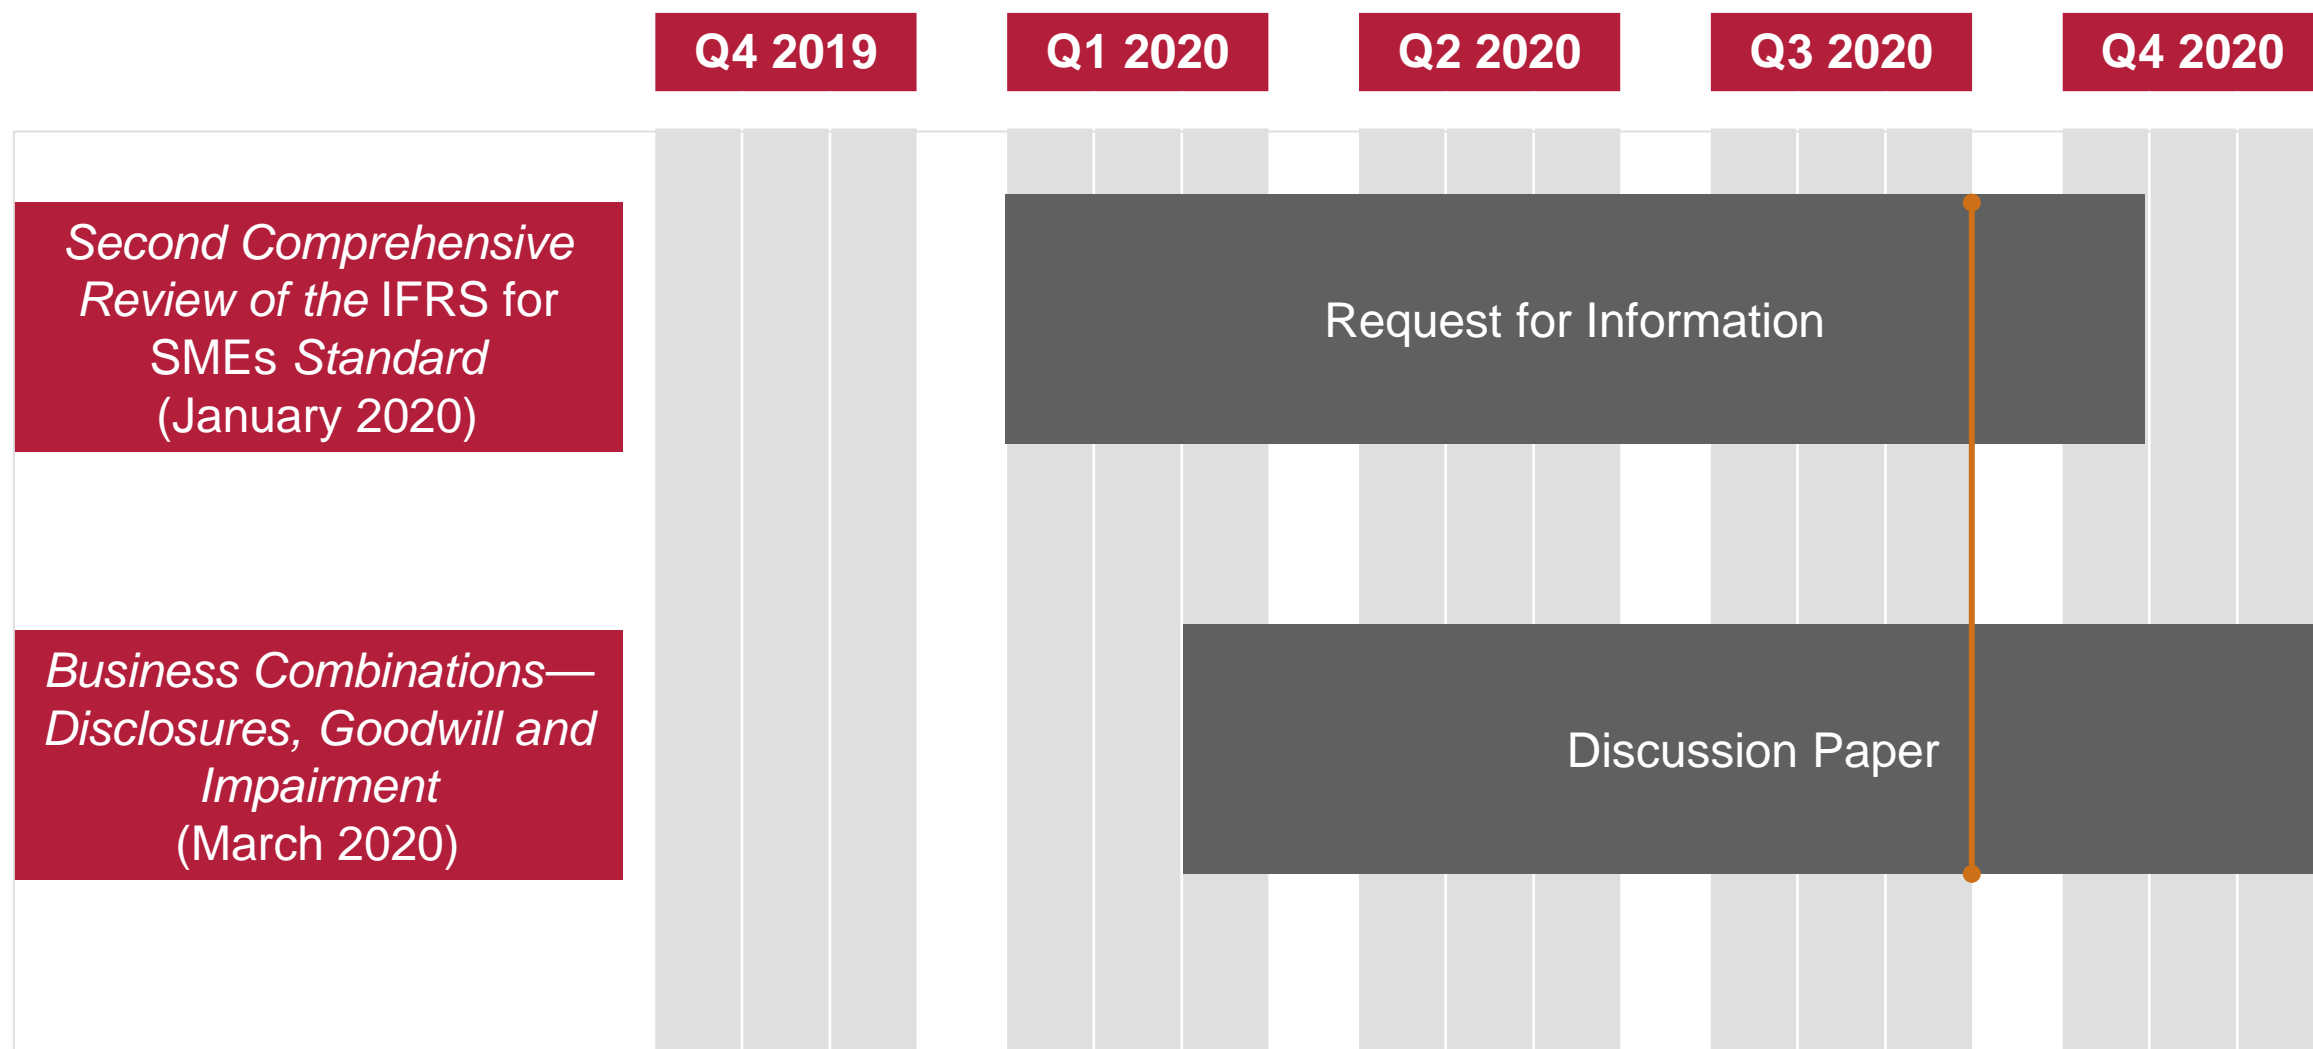 Q4 2019
Q1 2020
Q2 2020
Q3 2020
Q4 2020
Second Comprehensive
Review of the IFRS for
SMEs Standard
(January 2020)
Request for Information
Business Combinations—
Disclosures, Goodwill and
Impairment
(March 2020)
Discussion Paper